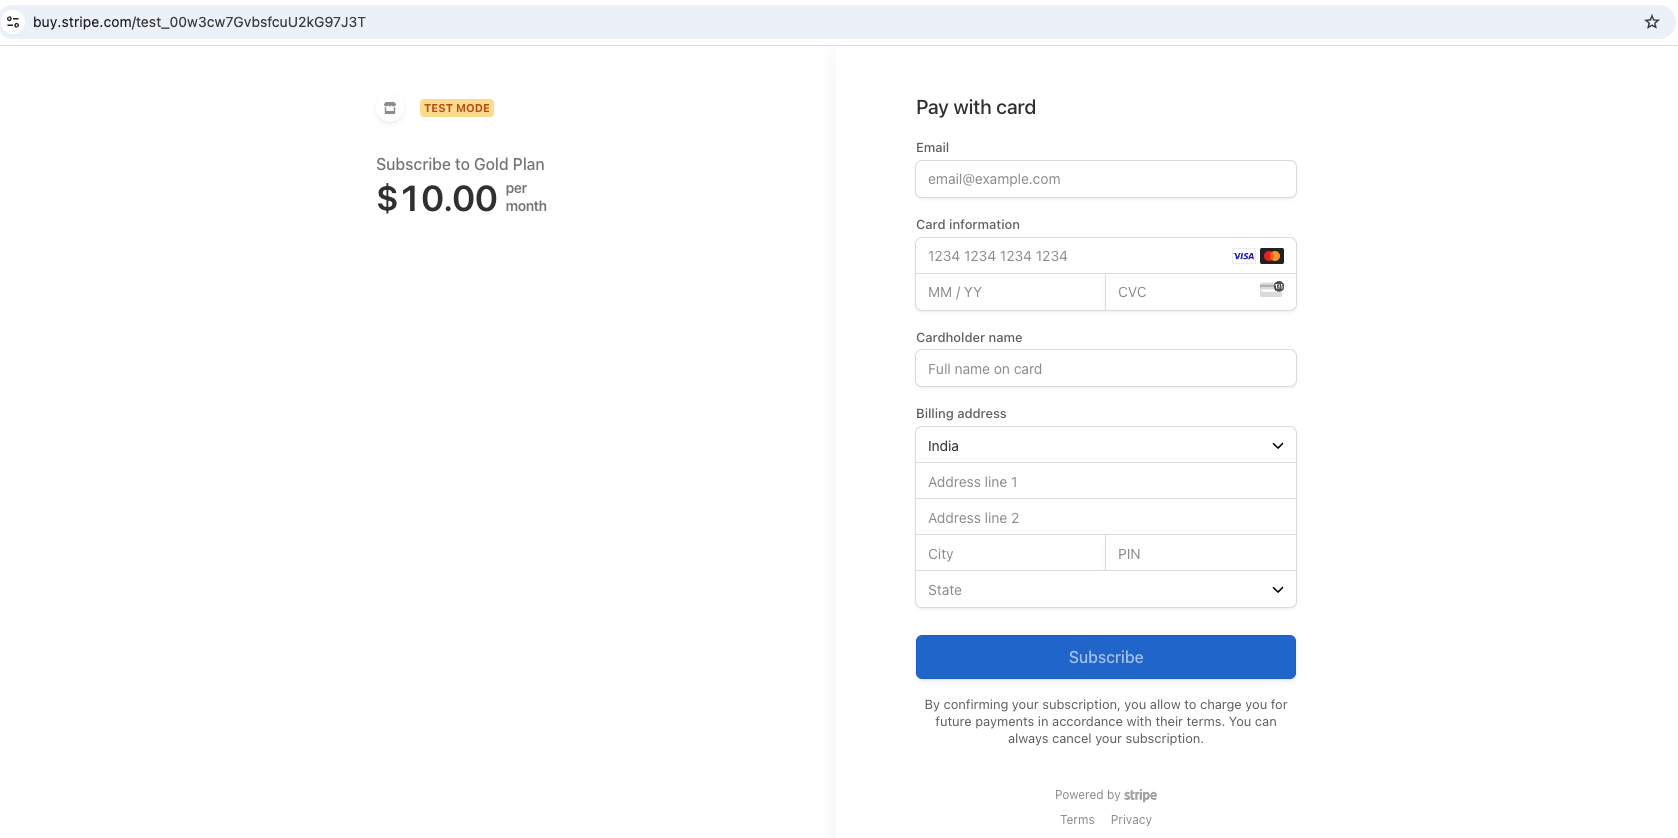 buy.stripe.com/test_00w3cw7GvbsfcuU2kG97J3T
TEST MODE
Subscribe to Gold Plan
$10.00 per
month
Pay with card
Email
email@example.com
Card information
1234 1234 1234 1234 VISA
MM / YY CVC
Cardholder name
Full name on card
Billing address
India
Address line 1
Address line 2
City PIN
State
Subscribe
By confirming your subscription, you allow to charge you for
future payments in accordance with their terms. You can
always cancel your subscription.
Powered by stripe
Terms Privacy